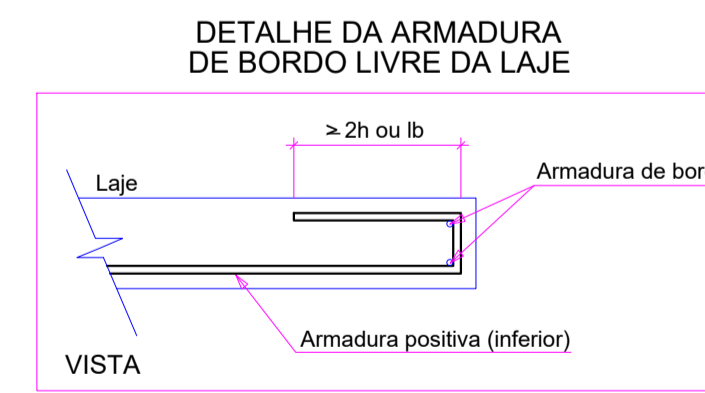 DETALHE DA ARMADURA
DE BORDO LIVRE DA LAJE
≥ 2h ou lb
Armadura de bor
Laje
Armadura positiva (inferior)
VISTA